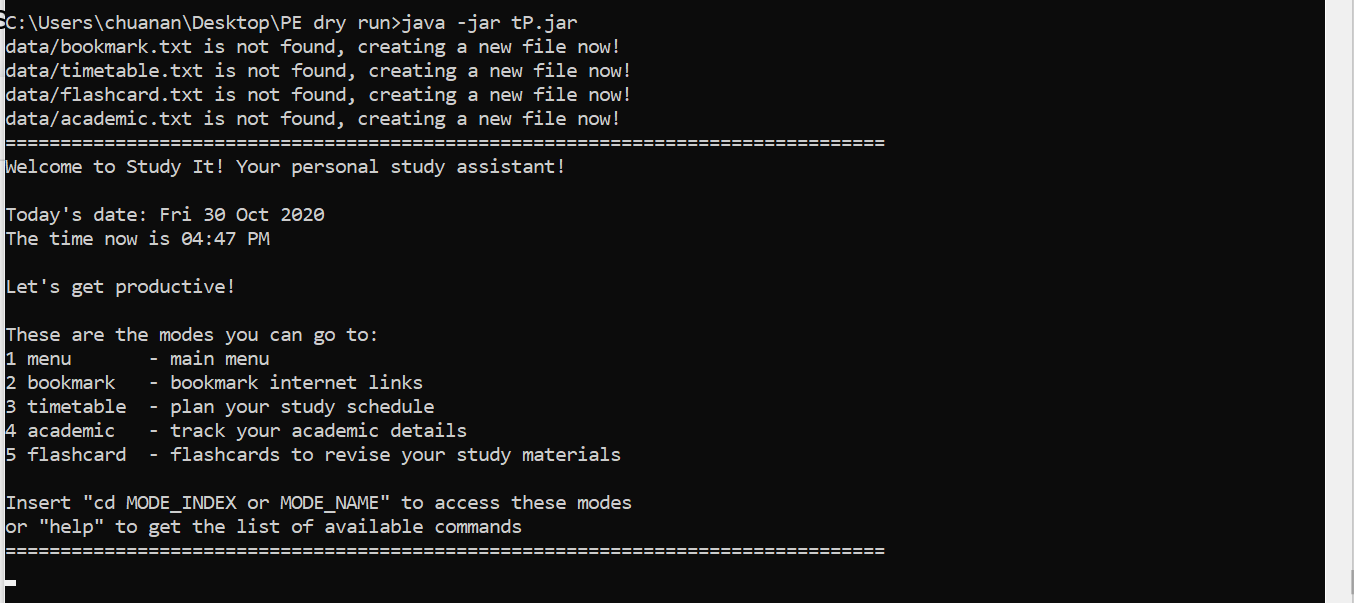 C:\Users\chuanan\Desktop\PE dry run>java -jar tP.jar
data/bookmark.txt is not found, creating a new file now!
data/timetable.txt is not found, creating a new file now!
data/flashcard.txt is not found, creating a new file now!
data/academic.txt is not found, creating a new file now!
================================================================================
Welcome to Study It! Your personal study assistant!
Today's date: Fri 30 Oct 2020
The time now is 04:47 PM
Let's get productive!
These are the modes you can go to:
1 menu       - main menu
2 bookmark   - bookmark internet links
3 timetable  - plan your study schedule
4 academic   - track your academic details
5 flashcard  - flashcards to revise your study materials
Insert "cd MODE_INDEX or MODE_NAME" to access these modes
or "help" to get the list of available commands
================================================================================